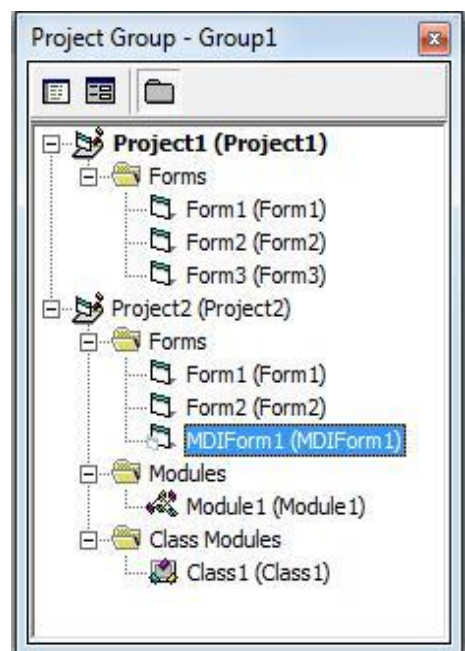 Project Group - Group1
Project1 (Project1)
Forms
Form1 (Form1)
Form2 (Form2)
Form3 (Form3)
Project2 (Project2)
Forms
Form1 (Form1)
Form2 (Form2)
MDIForm1 (MDIForm1)
Modules
Module1 (Module1)
Class Modules
Class1 (Class1)